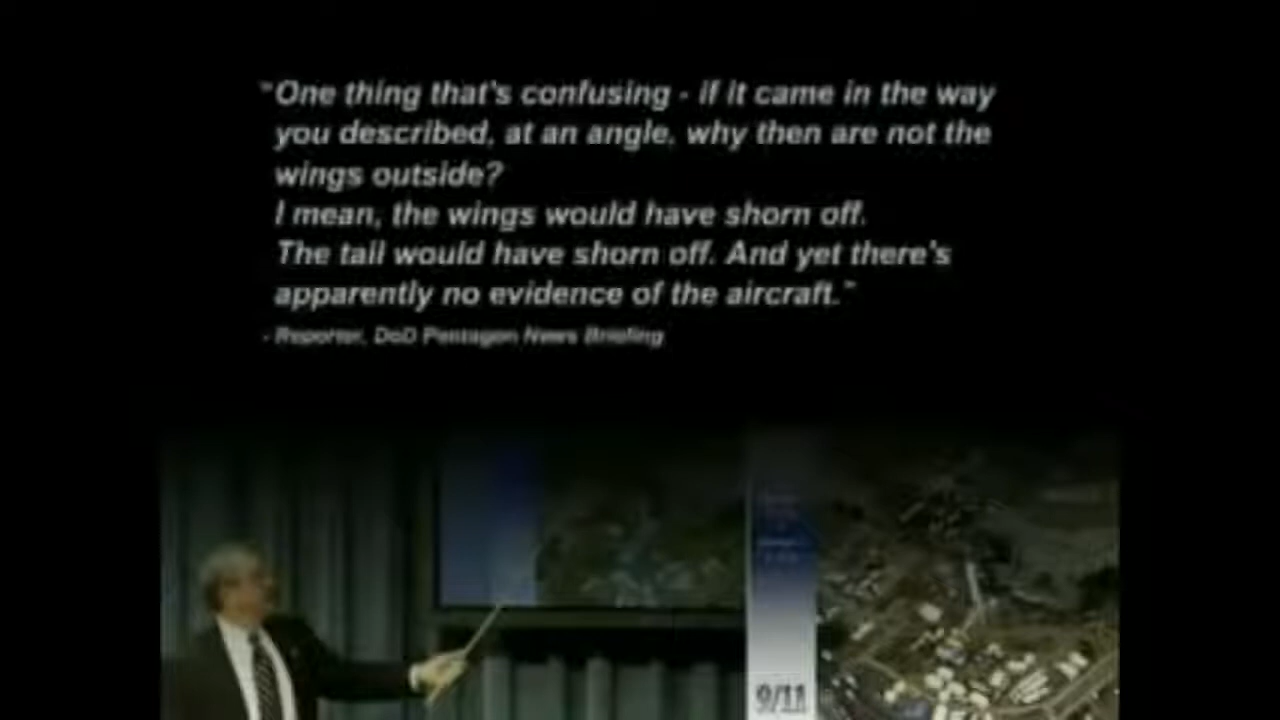 "One thing that's confusing - if it came in the way
you described, at an angle, why then are not the
wings outside?
I mean, the wings would have shorn off.
The tail would have shorn off. And yet there's
apparently no evidence of the aircraft."
- Reporter, DoD Pentagon News Briefing
9/11